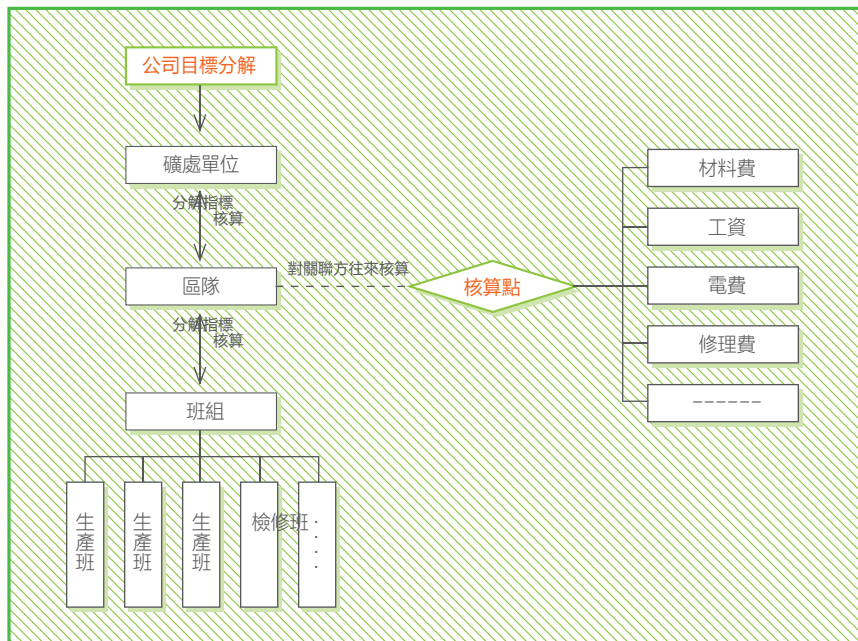 公司目標分解
礦處單位
材料費
分解指標
核算
工資
對關聯方往來核算
區隊
核算點
電費
分解指標
核算
修理費
班組
------
生產班
生產班
生產班
檢修班
....